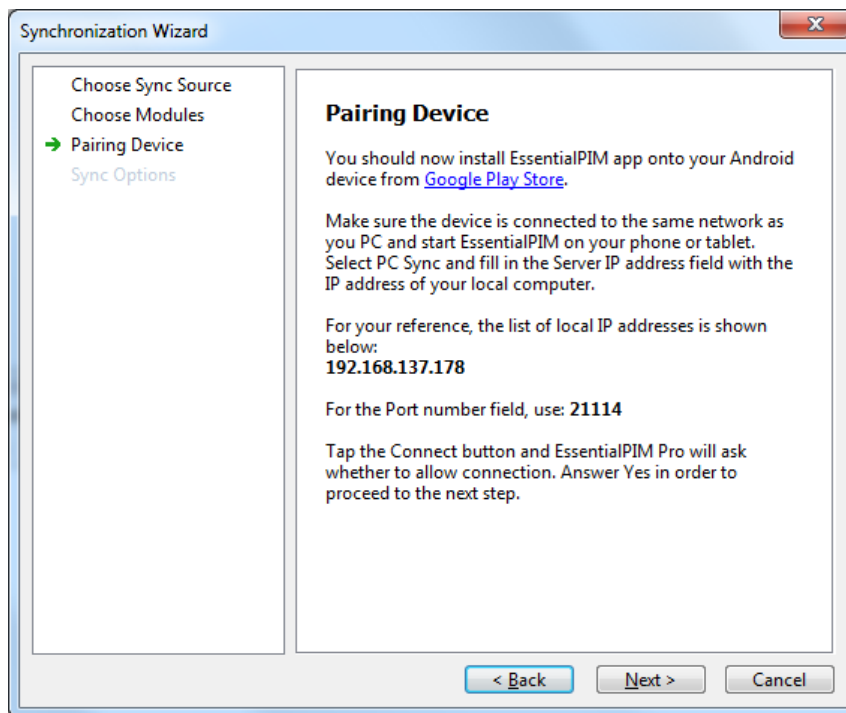 Synchronization Wizard
X
Choose Sync Source
Choose Modules
Pairing Device
Sync Options
Pairing Device
You should now install EssentialPIM app onto your Android
device from Google Play Store.
Make sure the device is connected to the same network as
you PC and start EssentialPIM on your phone or tablet.
Select PC Sync and fill in the Server IP address field with the
IP address of your local computer.
For your reference, the list of local IP addresses is shown
below:
192.168.137.178
For the Port number field, use: 21114
Tap the Connect button and EssentialPIM Pro will ask
whether to allow connection. Answer Yes in order to
proceed to the next step.
< Back
Next >
Cancel